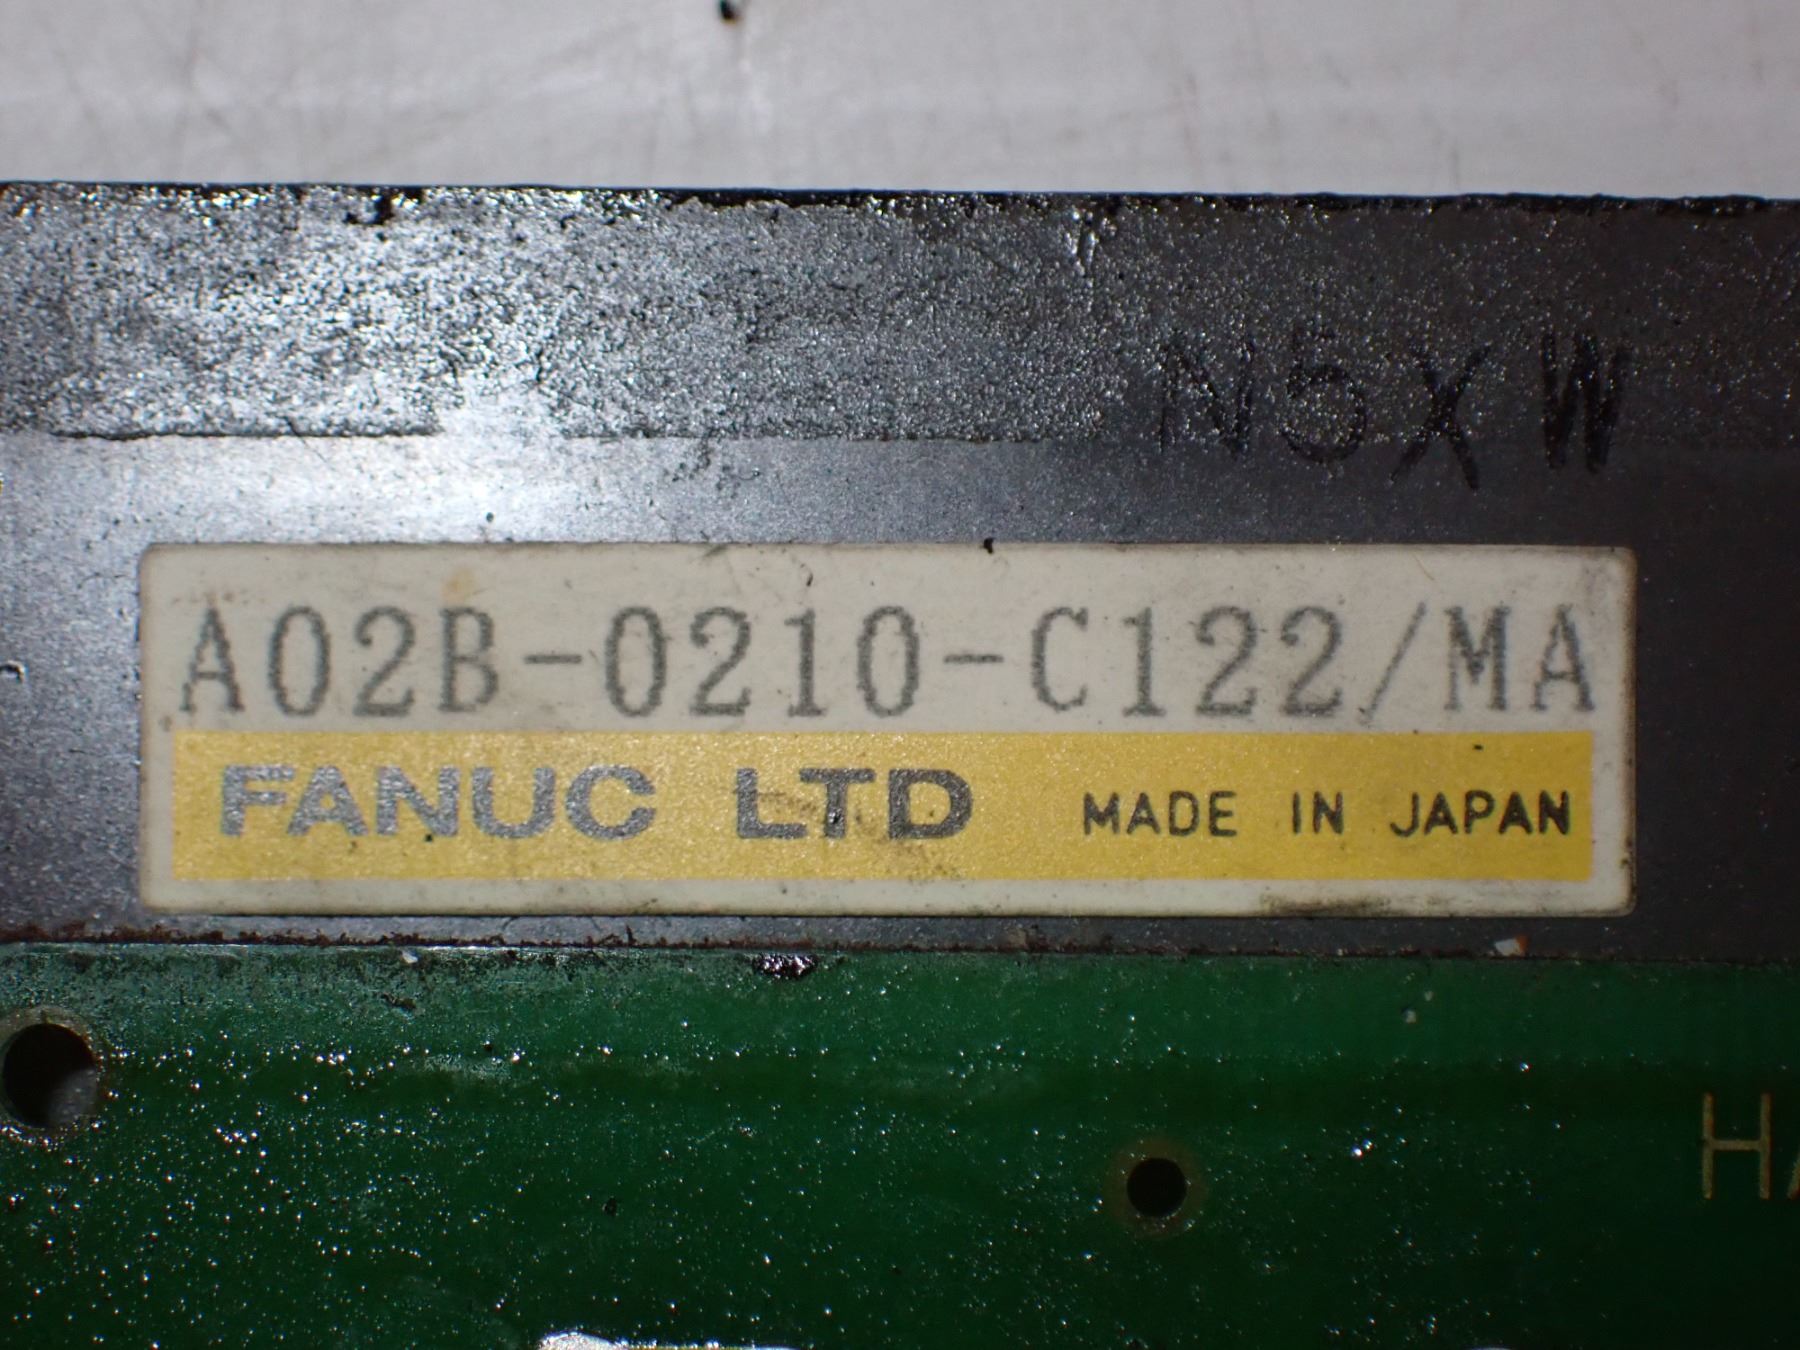 N5XW
A02B-0210-C122/MA
FANUC LTD MADE IN JAPAN
H